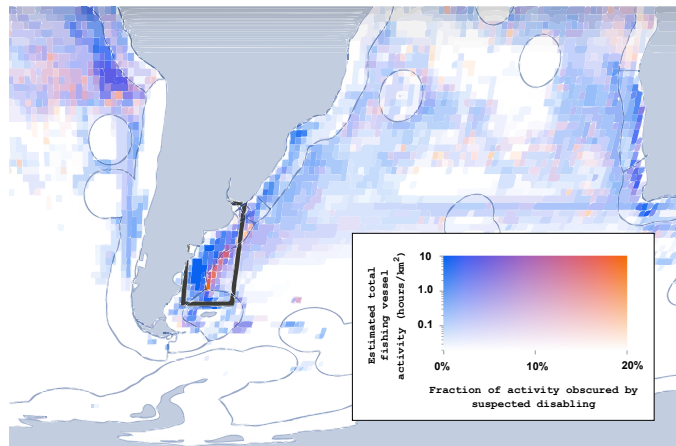 Estimated total
fishing vessel
activity (hours/km²)
10
1.0
0.1
0%
10%
20%
Fraction of activity obscured by
suspected disabling